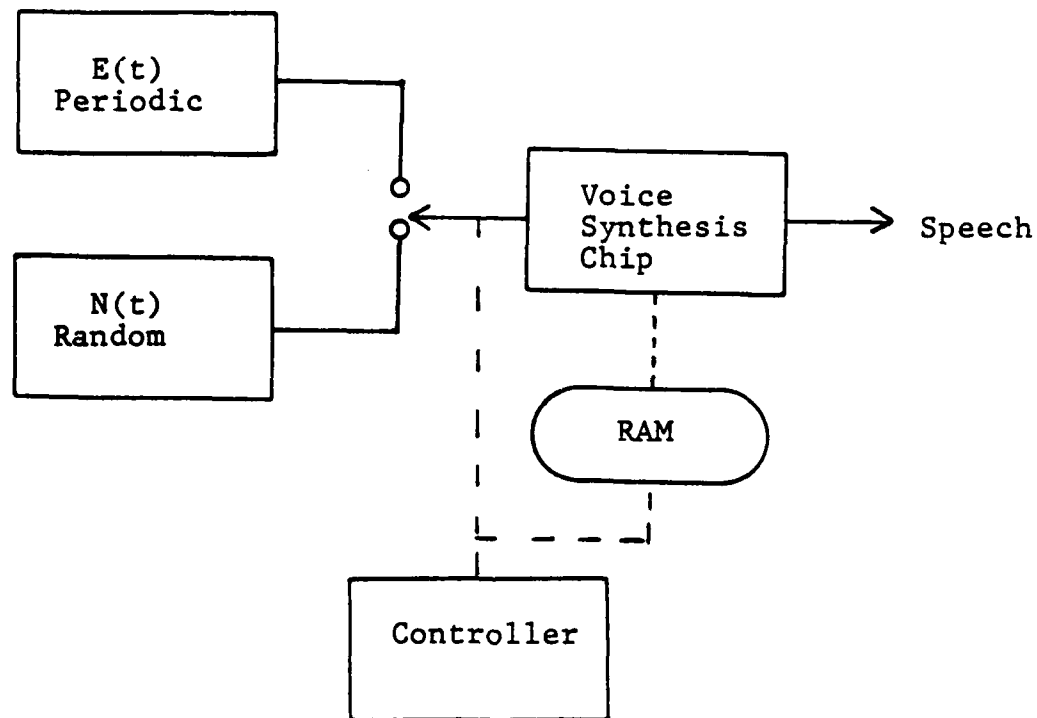 E(t)
Periodic
N(t)
Random
Voice
Synthesis
Chip
Speech
RAM
Controller